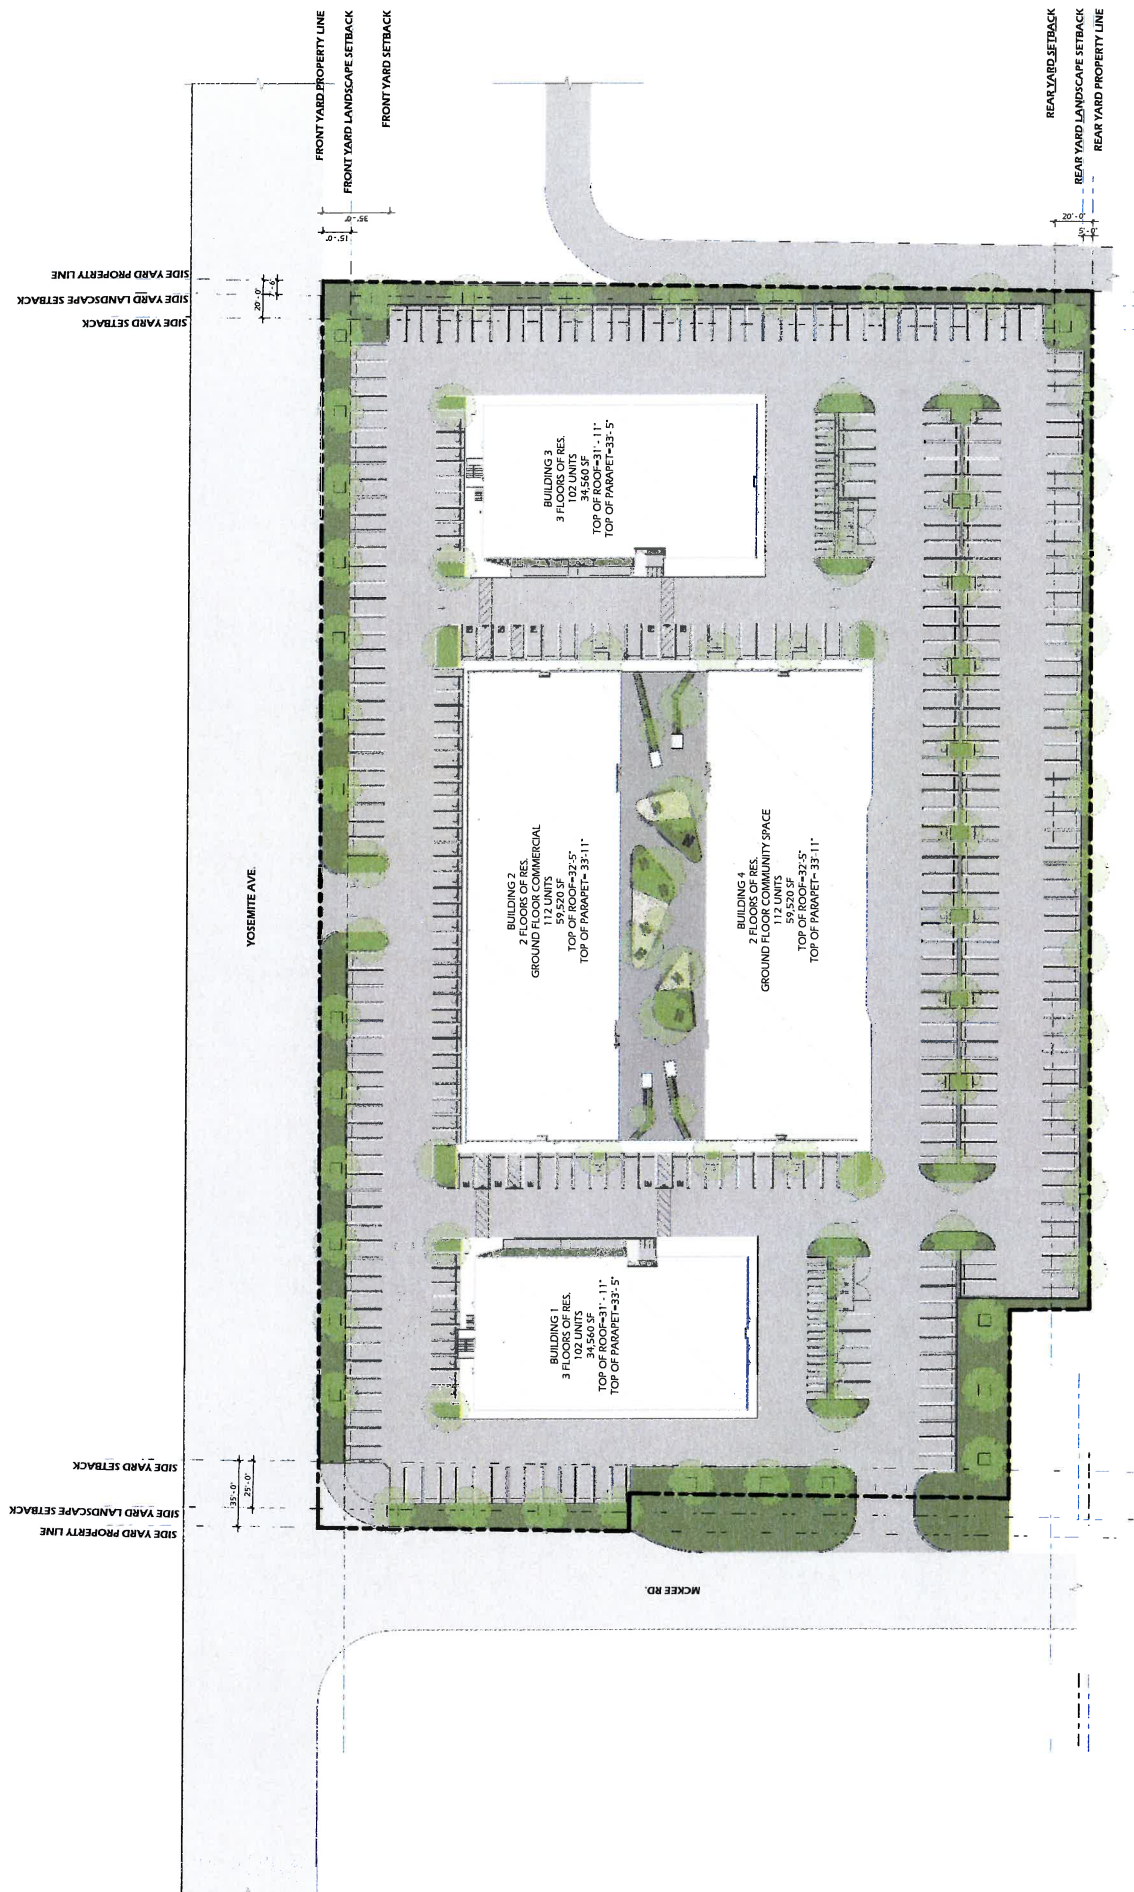 FRONT YARD PROPERTY LINE
FRONT YARD LANDSCAPE SETBACK
FRONT YARD SETBACK
REAR YARD SETBACK
REAR YARD LANDSCAPE SETBACK
REAR YARD PROPERTY LINE
15'-0"
35'-0"
20'-0"
5'-0"
SIDE YARD PROPERTY LINE
SIDE YARD LANDSCAPE SETBACK
SIDE YARD SETBACK
20'-0"
YOSEMITE AVE.
BUILDING 3
3 FLOORS OF RES.
102 UNITS
34,560 SF
TOP OF ROOF=31'-11"
TOP OF PARAPET=33'-5"
BUILDING 2
2 FLOORS OF RES.
GROUND FLOOR COMMERCIAL
112 UNITS
59,520 SF
TOP OF ROOF=32'-5"
TOP OF PARAPET= 33'-11"
BUILDING 4
2 FLOORS OF RES.
GROUND FLOOR COMMUNITY SPACE
112 UNITS
59,520 SF
TOP OF ROOF=32'-5"
TOP OF PARAPET= 33'-11"
BUILDING 1
3 FLOORS OF RES.
102 UNITS
34,560 SF
TOP OF ROOF=31'-11"
TOP OF PARAPET=33'-5"
SIDE YARD SETBACK
SIDE YARD LANDSCAPE SETBACK
SIDE YARD PROPERTY LINE
35'-0"
25'-0"
MCKEE RD.